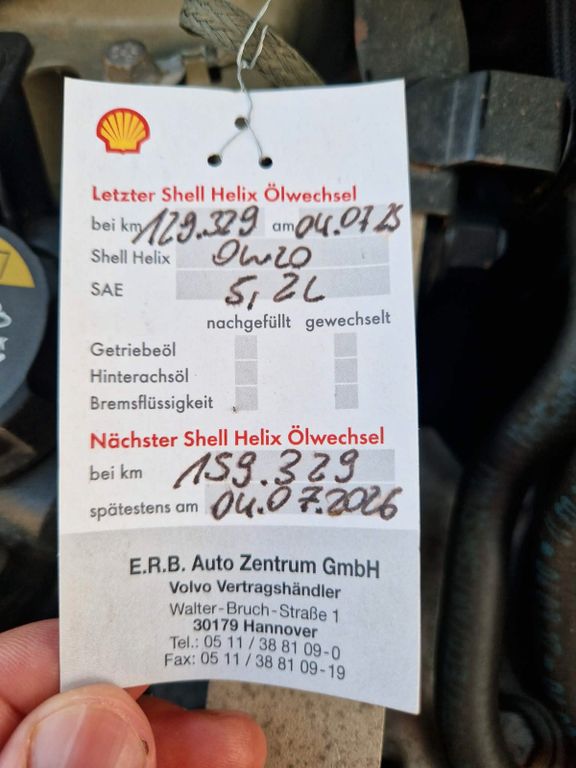 Letzter Shell Helix Ölwechsel
bei km 129.329 am 04.07.25
Shell Helix 0w20
SAE 5,2L
nachgefüllt gewechselt
Getriebeöl
Hinterachsöl
Bremsflüssigkeit
Nächster Shell Helix Ölwechsel
bei km 159.329
spätestens am 04.07.2026
E.R.B. Auto Zentrum GmbH
Volvo Vertragshändler
Walter-Bruch-Straße 1
30179 Hannover
Tel.: 05 11 / 38 81 09-0
Fax: 05 11 / 38 81 09-19